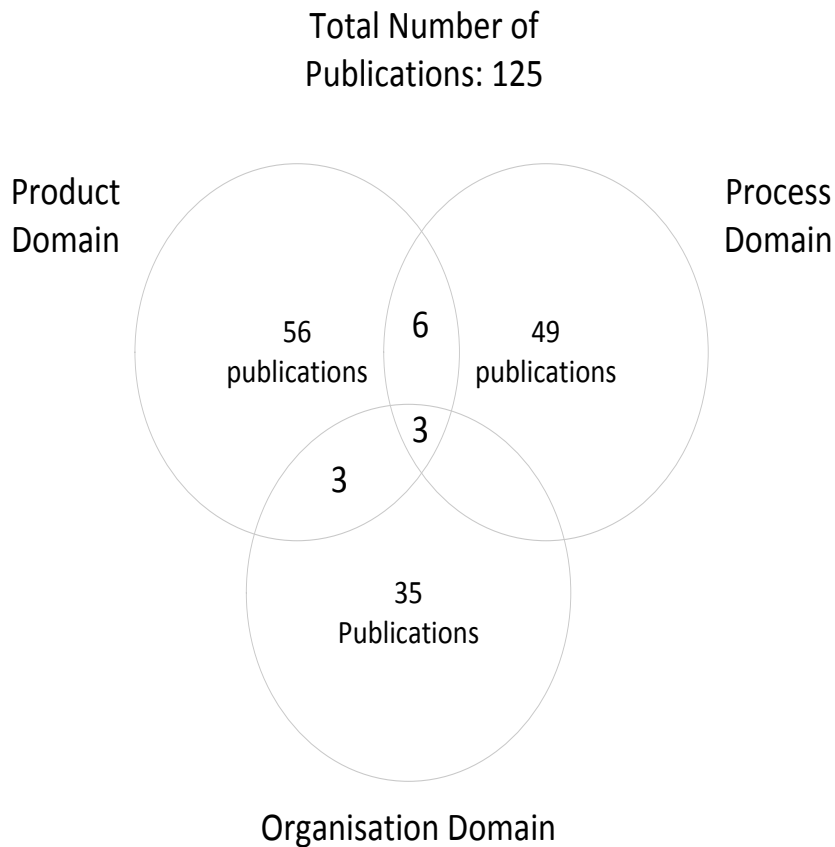 Total Number of
Publications: 125
Product
Domain
Process
Domain
56
publications
6
49
publications
3
3
35
Publications
Organisation Domain